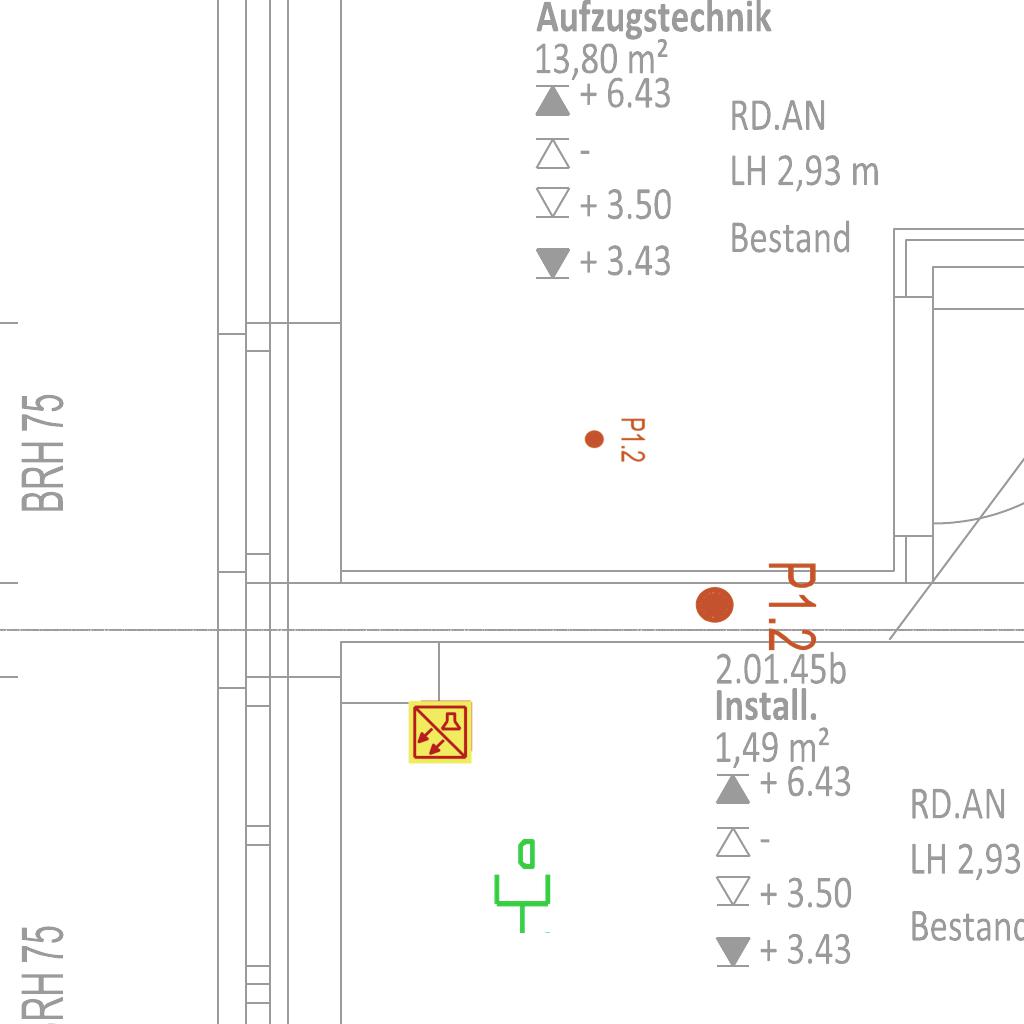 Aufzugstechnik
13,80 m²
+ 6.43
-
+ 3.50
+ 3.43
RD.AN
LH 2,93 m
Bestand
BRH 75
P1.2
P1.2
2.01.45b
Install.
1,49 m²
+ 6.43
-
+ 3.50
+ 3.43
RD.AN
LH 2,93
Bestand
BRH 75